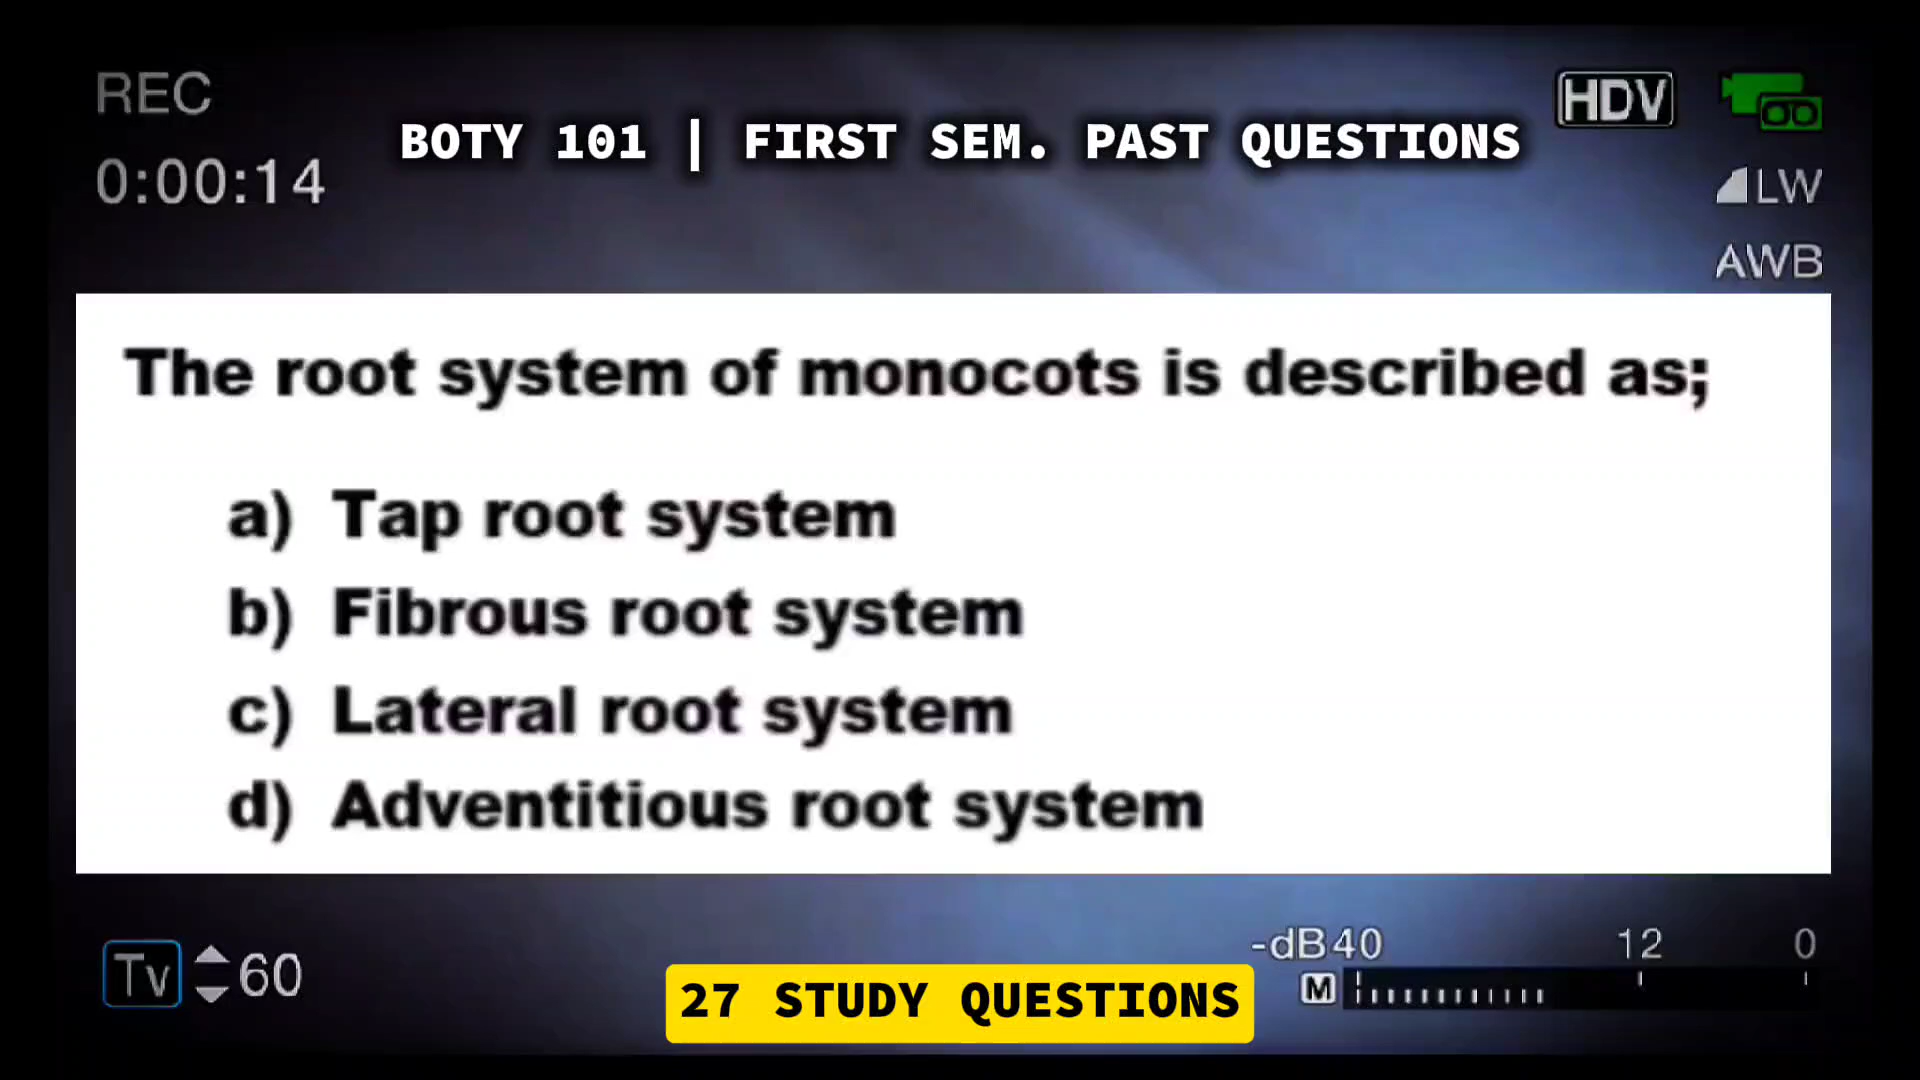 REC
HDV
BOTY 101 | FIRST SEM. PAST QUESTIONS
0:00:14
LW
AWB
The root system of monocots is described as;
a) Tap root system
b) Fibrous root system
c) Lateral root system
d) Adventitious root system
-dB40 12 0
Tv 60
M
27 STUDY QUESTIONS